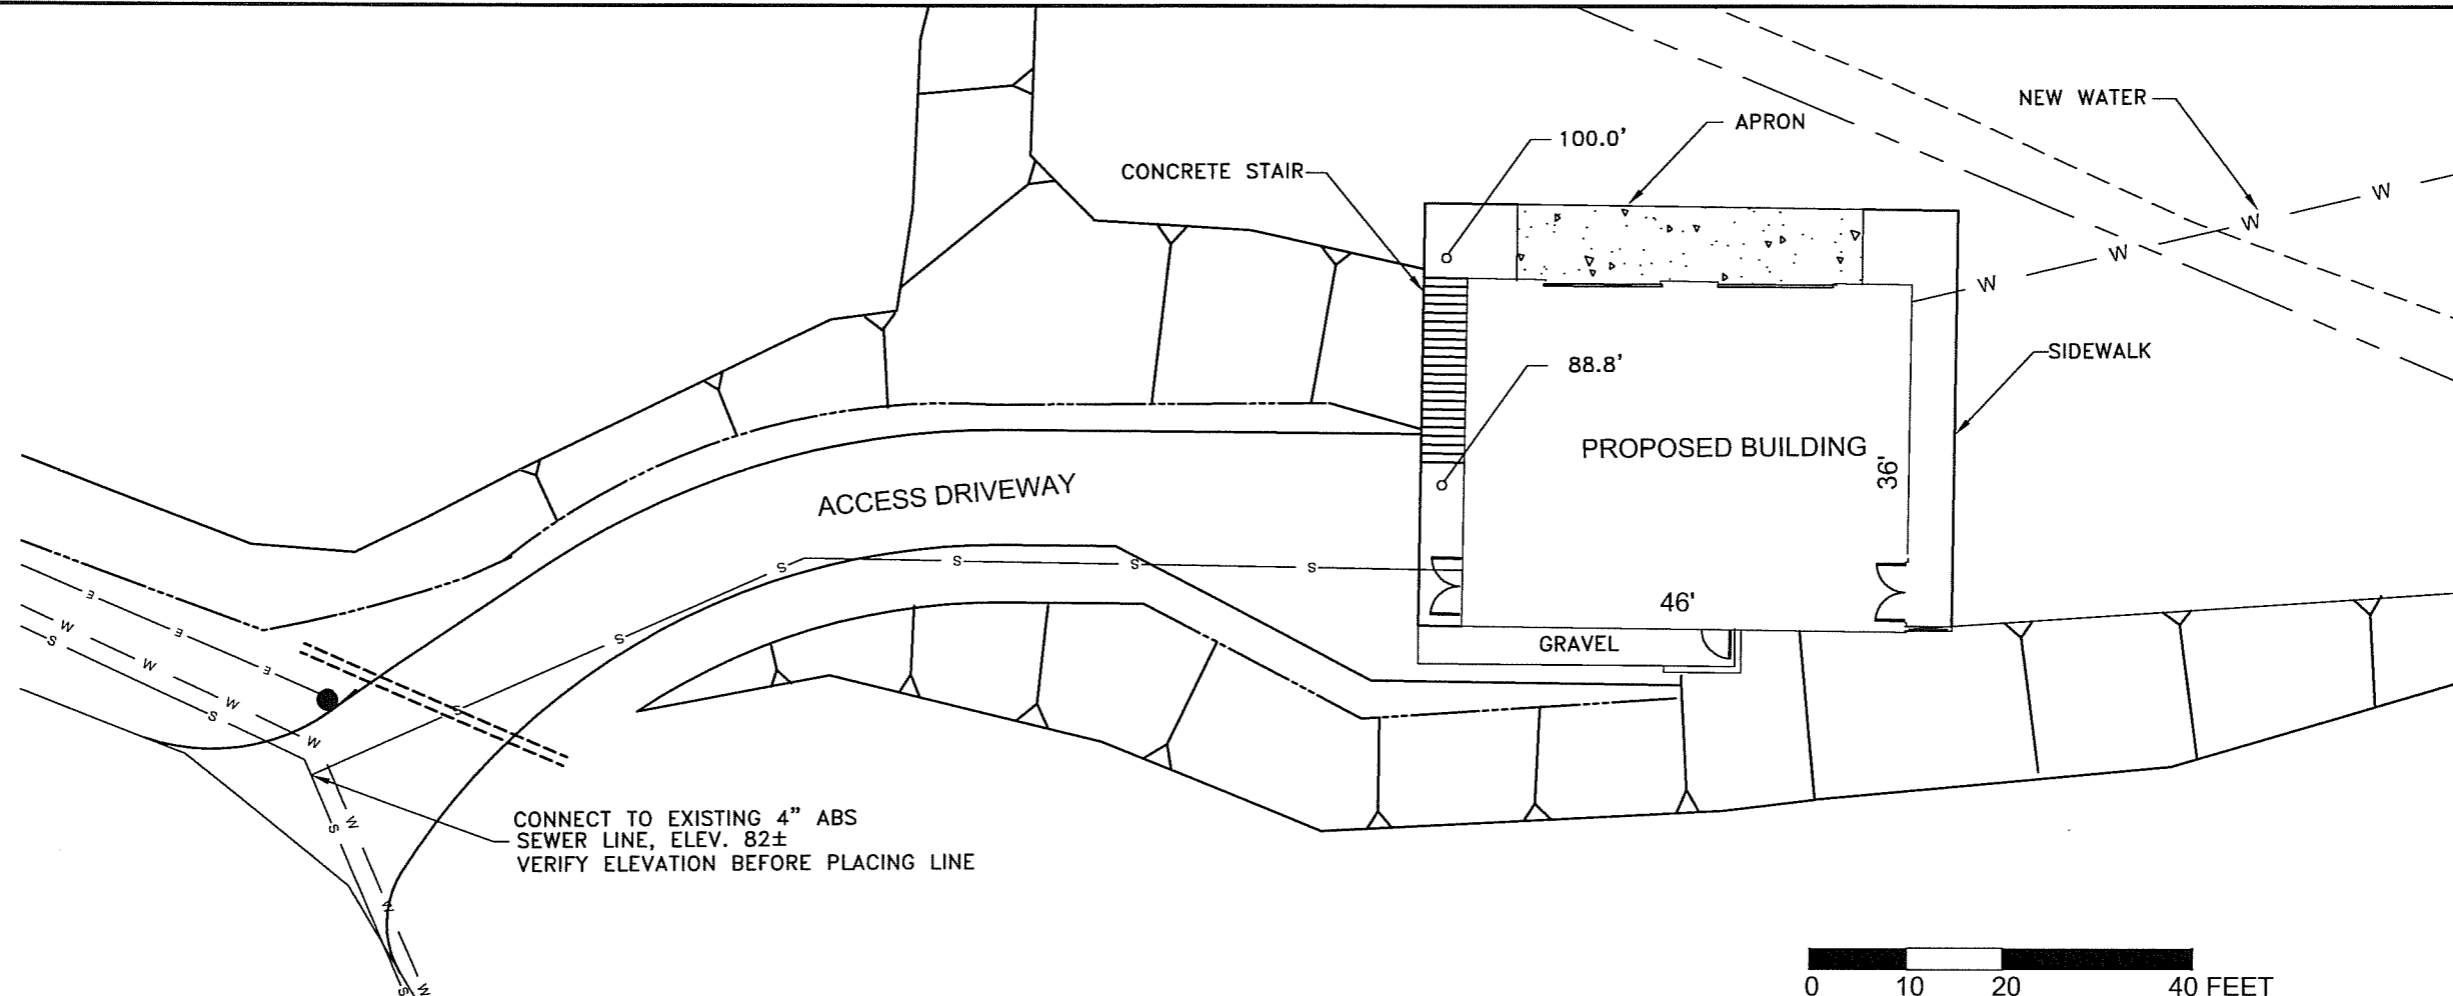 NEW WATER
APRON
100.0'
CONCRETE STAIR
W
W
W
W
SIDEWALK
88.8'
PROPOSED BUILDING
36'
ACCESS DRIVEWAY
S
S
S
S
E
46'
W
E
S
S
GRAVEL
W
E
W
S
S
W
CONNECT TO EXISTING 4" ABS
SEWER LINE, ELEV. 82±
VERIFY ELEVATION BEFORE PLACING LINE
S
W
W
S
W
0 10 20 40 FEET